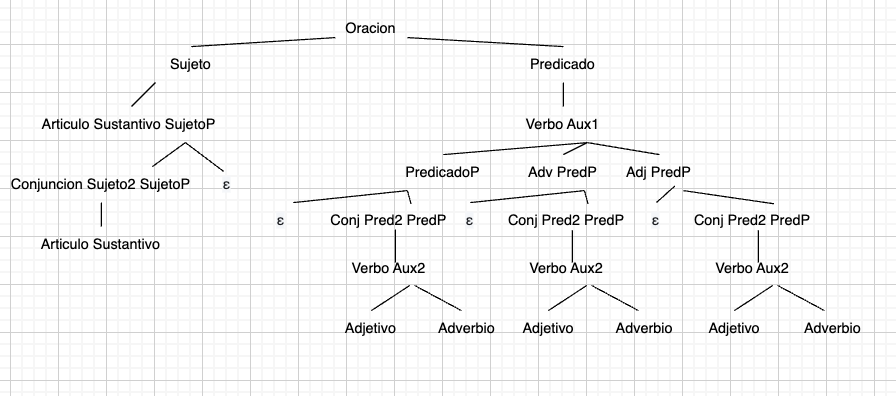 Oracion
Sujeto Predicado
Articulo Sustantivo SujetoP Verbo Aux1
PredicadoP Adv PredP Adj PredP
Conjuncion Sujeto2 SujetoP ε
ε Conj Pred2 PredP ε Conj Pred2 PredP ε Conj Pred2 PredP
Articulo Sustantivo
Verbo Aux2 Verbo Aux2 Verbo Aux2
Adjetivo Adverbio Adjetivo Adverbio Adjetivo Adverbio